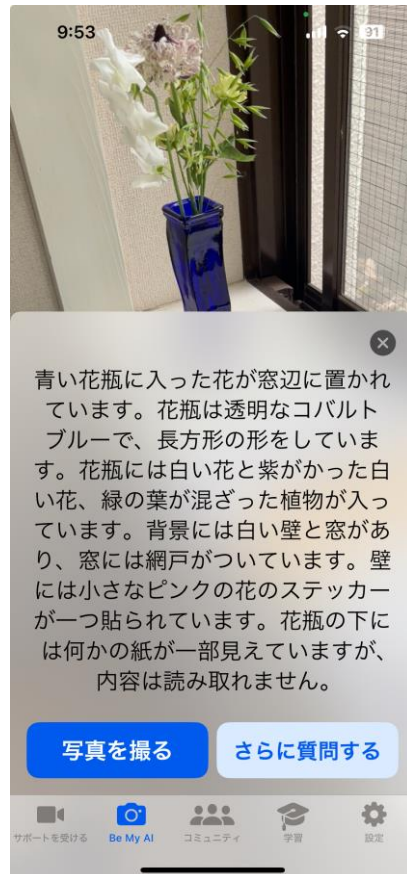 9:53
91
青い花瓶に入った花が窓辺に置かれ
ています。花瓶は透明なコバルト
ブルーで、長方形の形をしていま
す。花瓶には白い花と紫がかった白
い花、緑の葉が混ざった植物が入っ
ています。背景には白い壁と窓があ
り、窓には網戸がついています。壁
には小さなピンクの花のステッカー
が一つ貼られています。花瓶の下に
は何かの紙が一部見えていますが、
内容は読み取れません。
写真を撮る
さらに質問する
サポートを受ける
Be My AI
コミュニティ
学習
設定